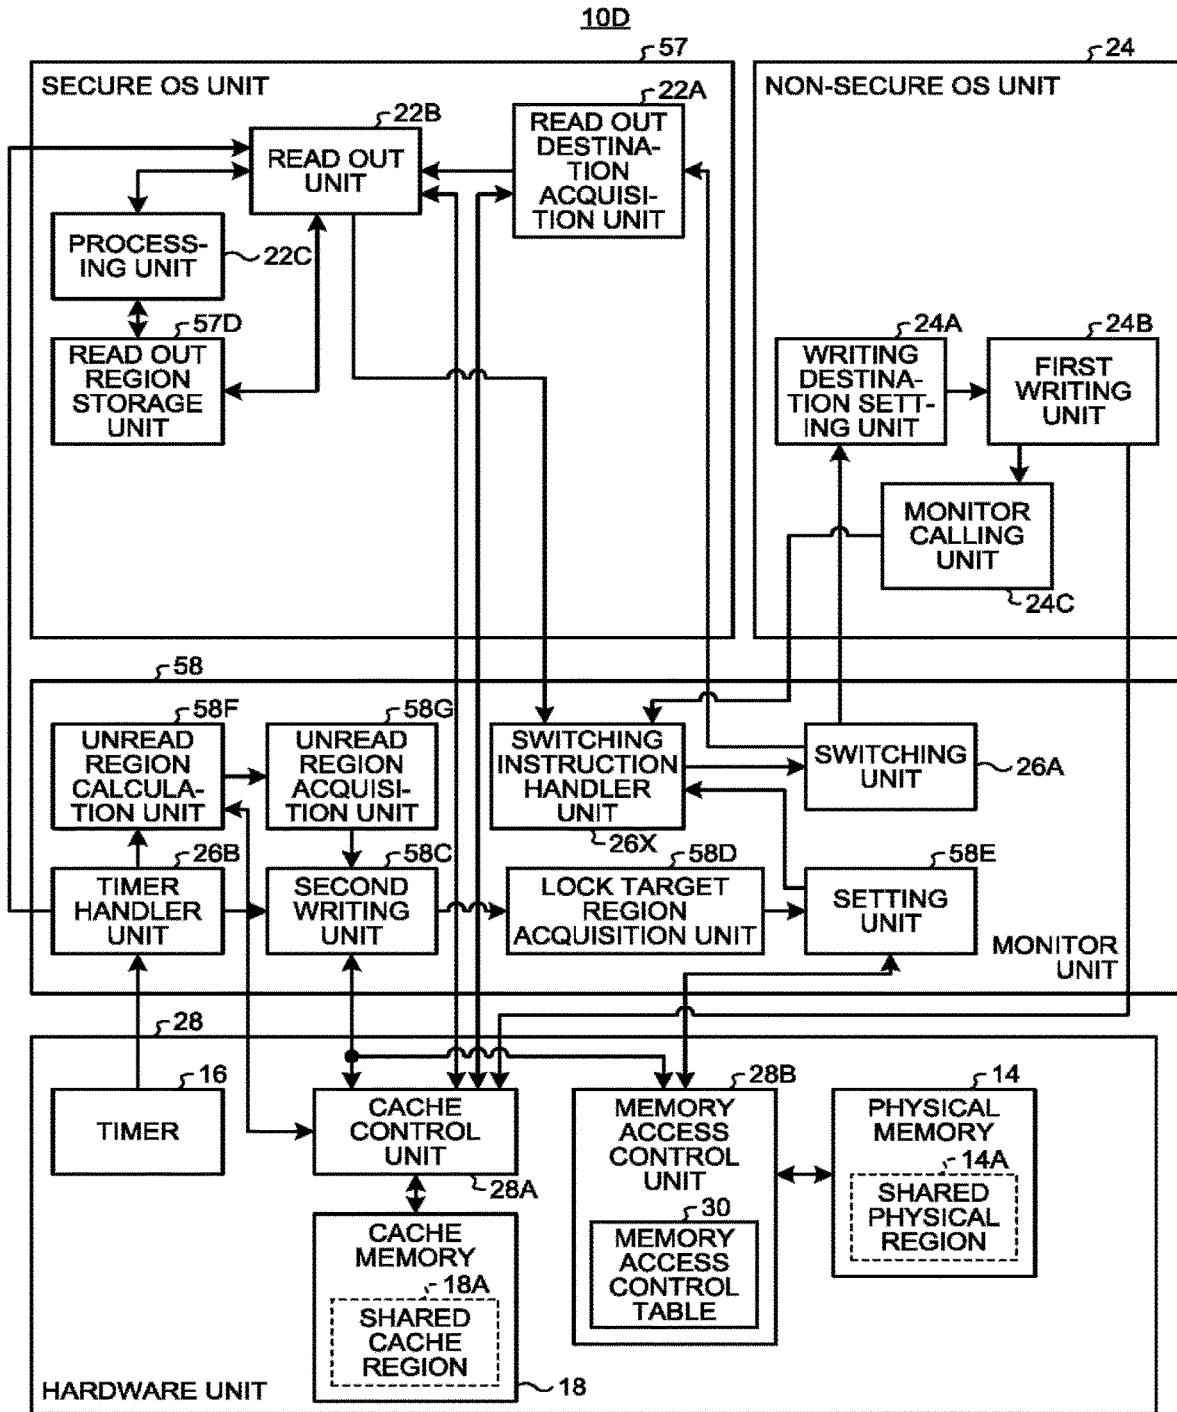 10D
57
SECURE OS UNIT
22B
READ OUT
UNIT
22A
READ OUT
DESTINA-
TION
ACQUISI-
TION UNIT
PROCESS-
ING UNIT
22C
57D
READ OUT
REGION
STORAGE
UNIT
24
NON-SECURE OS UNIT
24A
WRITING
DESTINA-
TION SETT-
ING UNIT
24B
FIRST
WRITING
UNIT
MONITOR
CALLING
UNIT
24C
58
58F
UNREAD
REGION
CALCULA-
TION UNIT
58G
UNREAD
REGION
ACQUISI-
TION UNIT
SWITCHING
INSTRUCTION
HANDLER
UNIT
26X
SWITCHING
UNIT
26A
26B
TIMER
HANDLER
UNIT
58C
SECOND
WRITING
UNIT
58D
LOCK TARGET
REGION
ACQUISITION UNIT
58E
SETTING
UNIT
MONITOR
UNIT
28
16
TIMER
CACHE
CONTROL
UNIT
28A
28B
MEMORY
ACCESS
CONTROL
UNIT
30
MEMORY
ACCESS
CONTROL
TABLE
14
PHYSICAL
MEMORY
14A
SHARED
PHYSICAL
REGION
CACHE
MEMORY
18A
SHARED
CACHE
REGION
18
HARDWARE UNIT